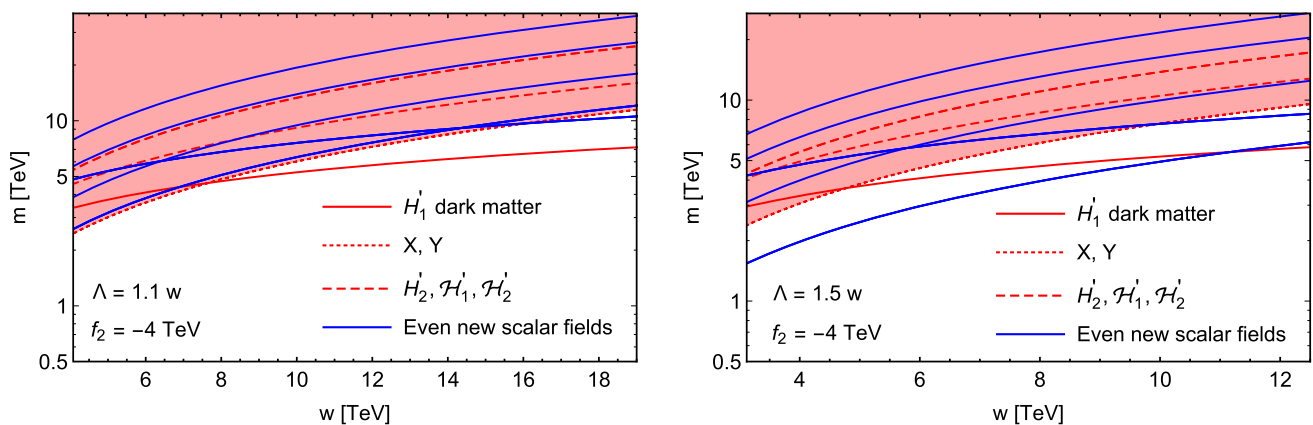 10
5
1
0.5
m [TeV]
6 8 10 12 14 16 18
w [TeV]
H′₁ dark matter
X, Y
H′₂, ℋ′₁, ℋ′₂
Even new scalar fields
Λ = 1.1 w
f₂ = −4 TeV
10
5
1
0.5
m [TeV]
4 6 8 10 12
w [TeV]
H′₁ dark matter
X, Y
H′₂, ℋ′₁, ℋ′₂
Even new scalar fields
Λ = 1.5 w
f₂ = −4 TeV